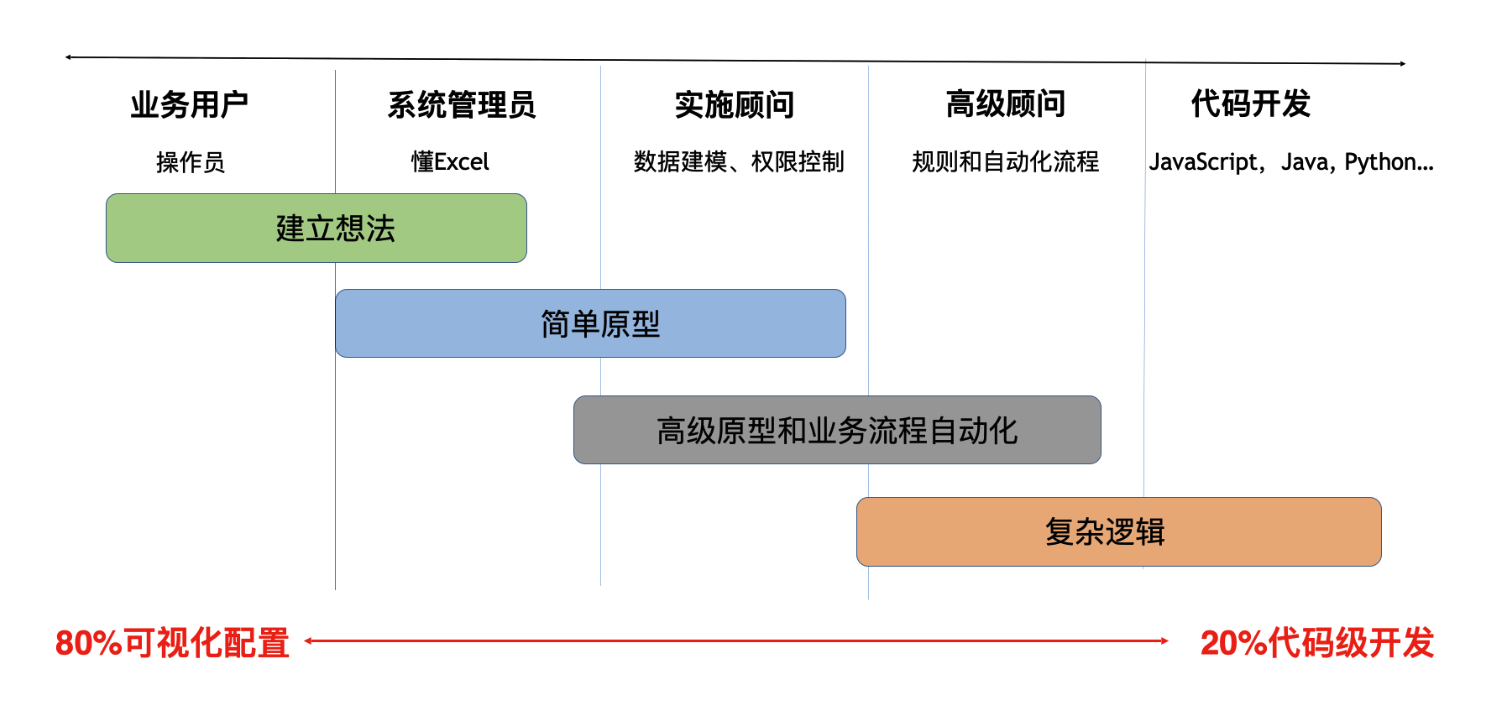 业务用户
系统管理员
实施顾问
高级顾问
代码开发
操作员
懂Excel
数据建模、权限控制
规则和自动化流程
JavaScript，Java, Python...
建立想法
简单原型
高级原型和业务流程自动化
复杂逻辑
80%可视化配置
20%代码级开发